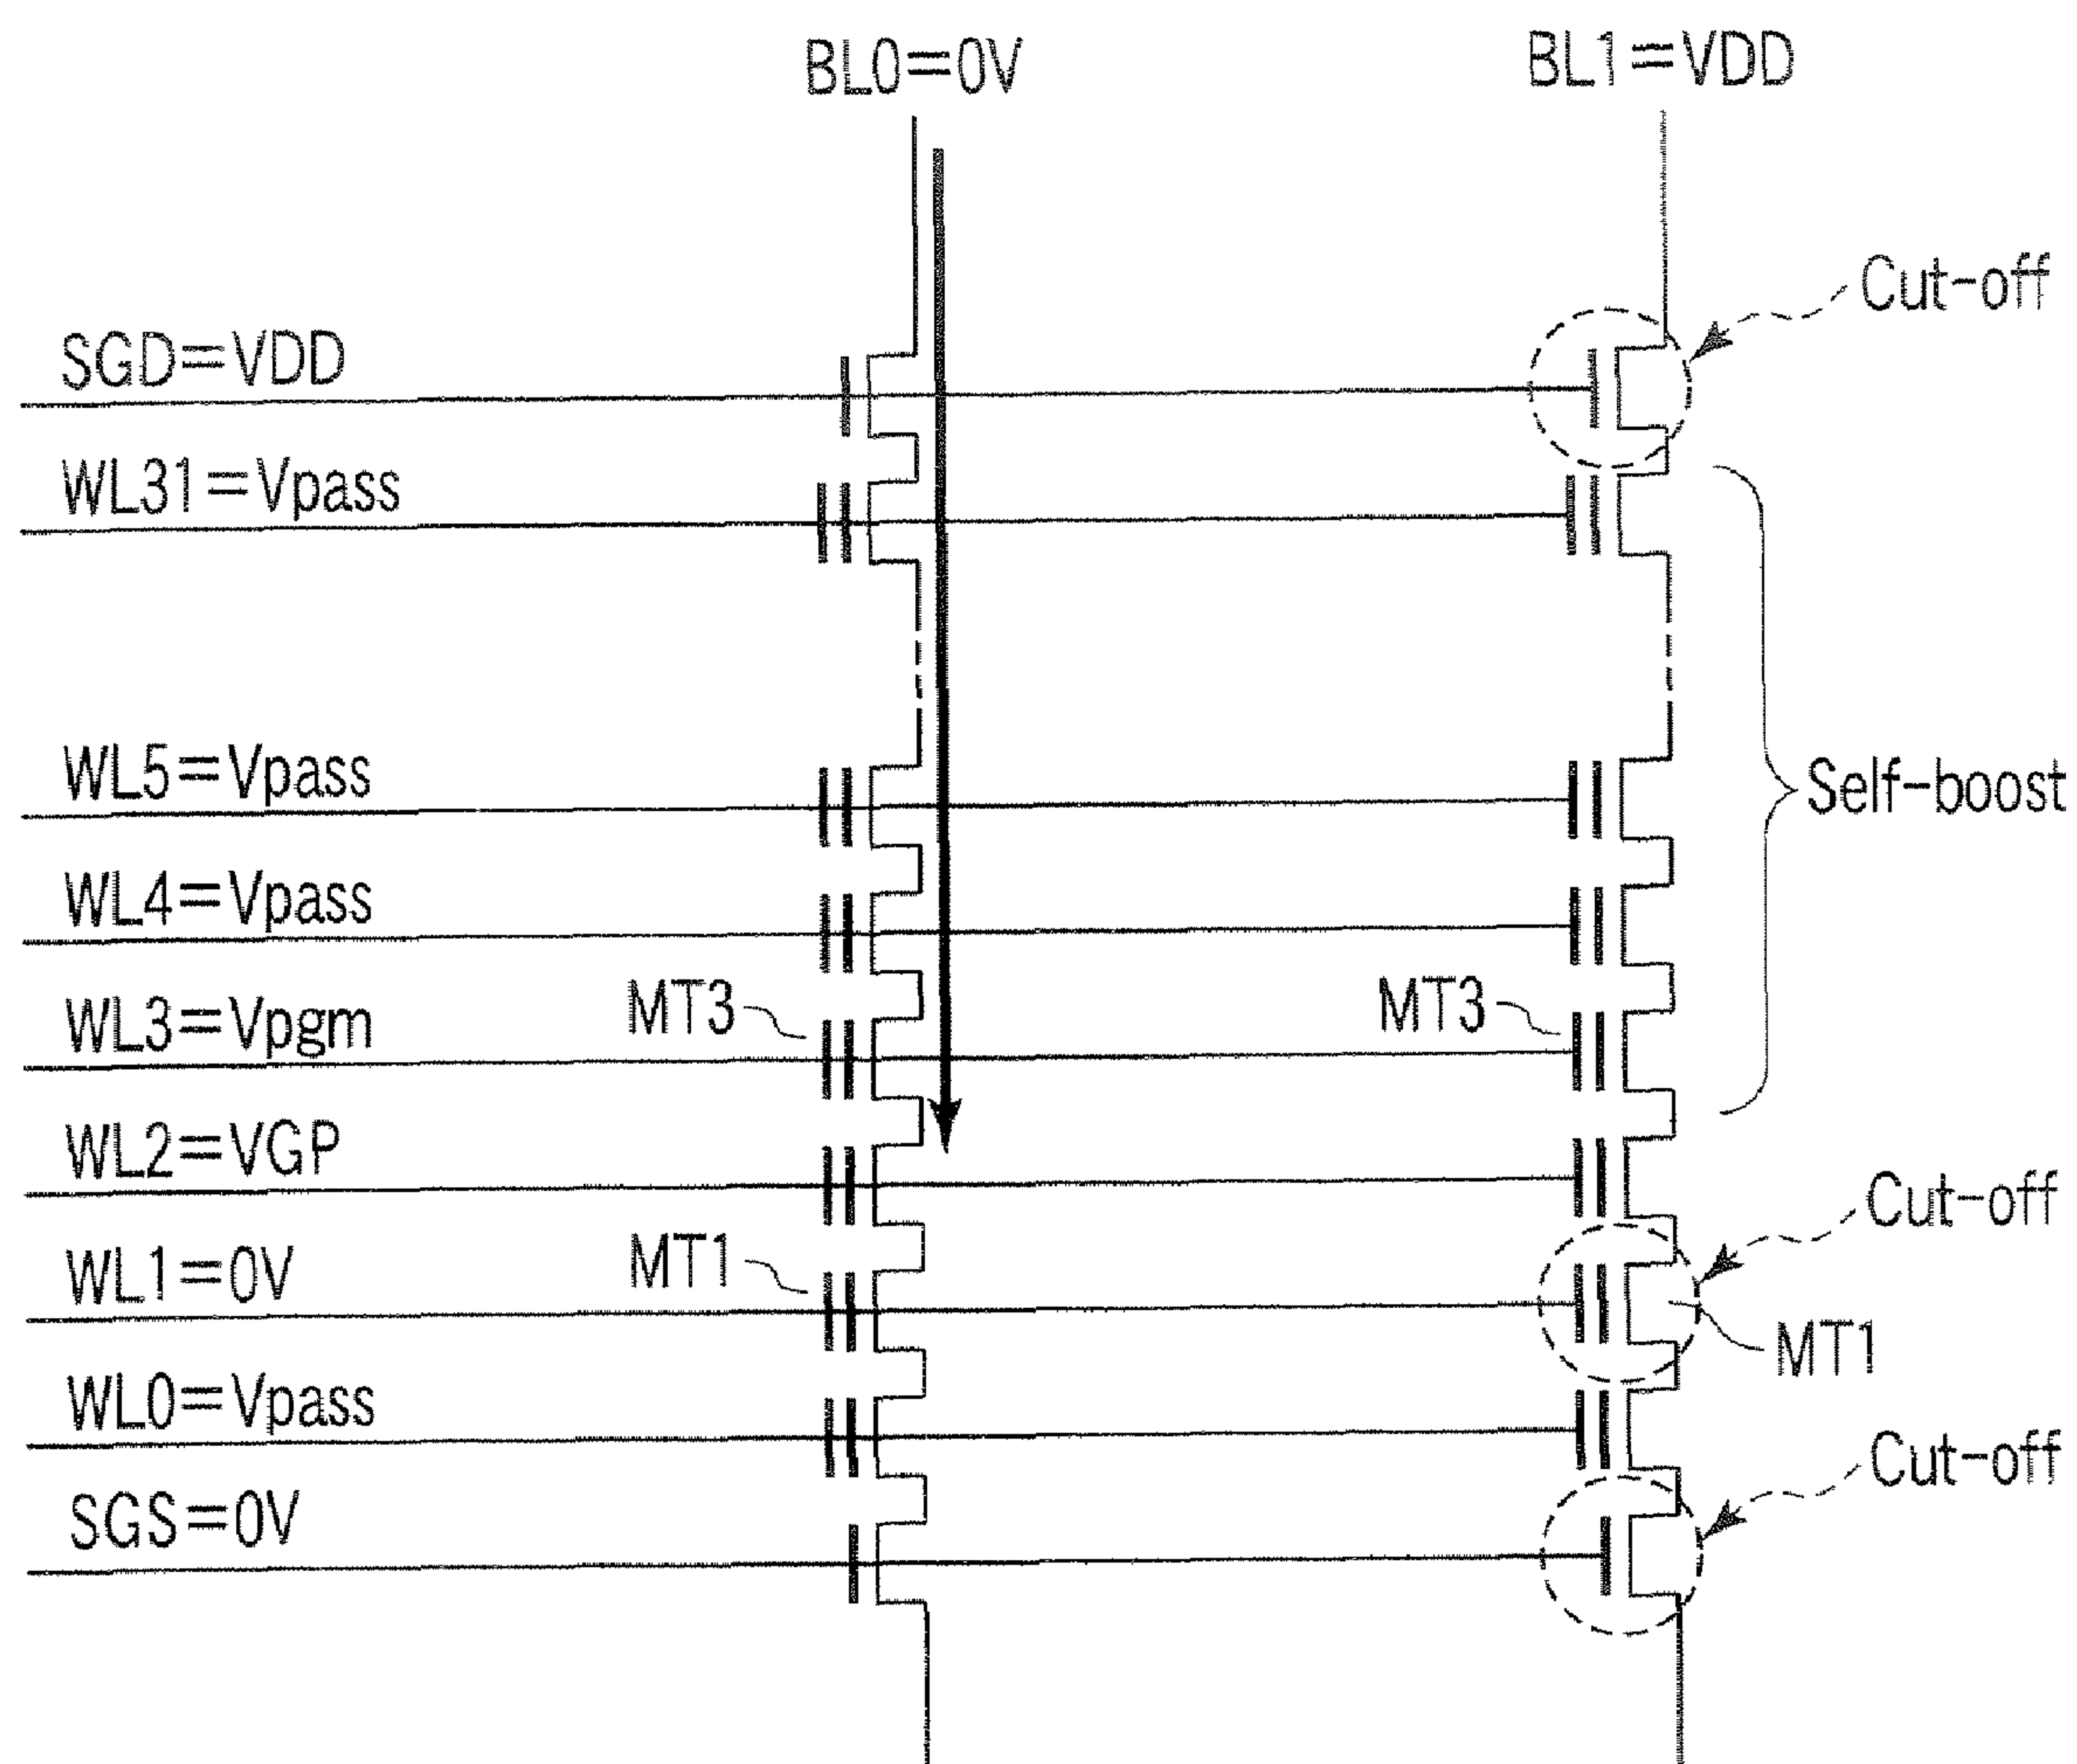 BL0=0V
BL1=VDD
Cut-off
SGD=VDD
WL31=Vpass
WL5=Vpass
Self-boost
WL4=Vpass
MT3
MT3
WL3=Vpgm
WL2=VGP
Cut-off
MT1
WL1=0V
MT1
WL0=Vpass
Cut-off
SGS=0V